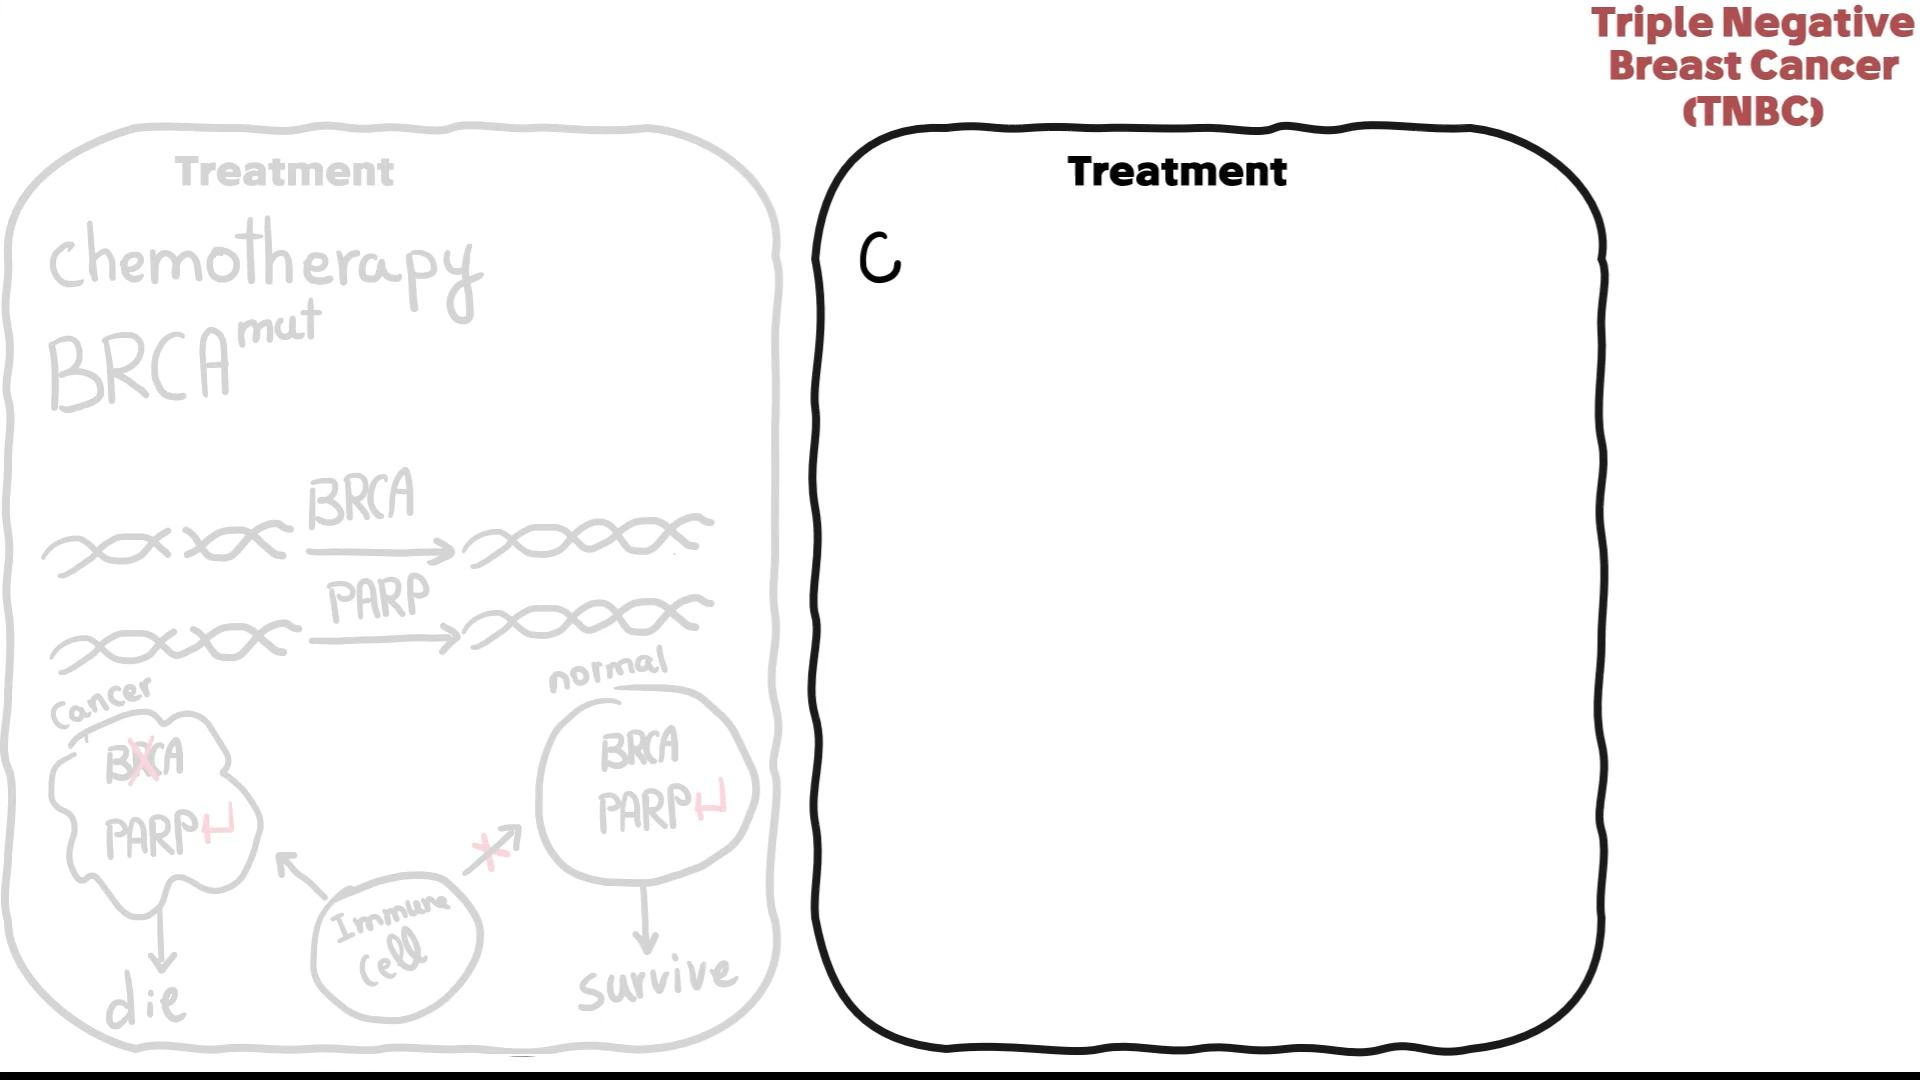 Triple Negative
Breast Cancer
(TNBC)
Treatment
chemotherapy
BRCA mut
BRCA
PARP
cancer
BRCA
PARP
normal
BRCA
PARP
Immune
cell
die
survive
Treatment
C